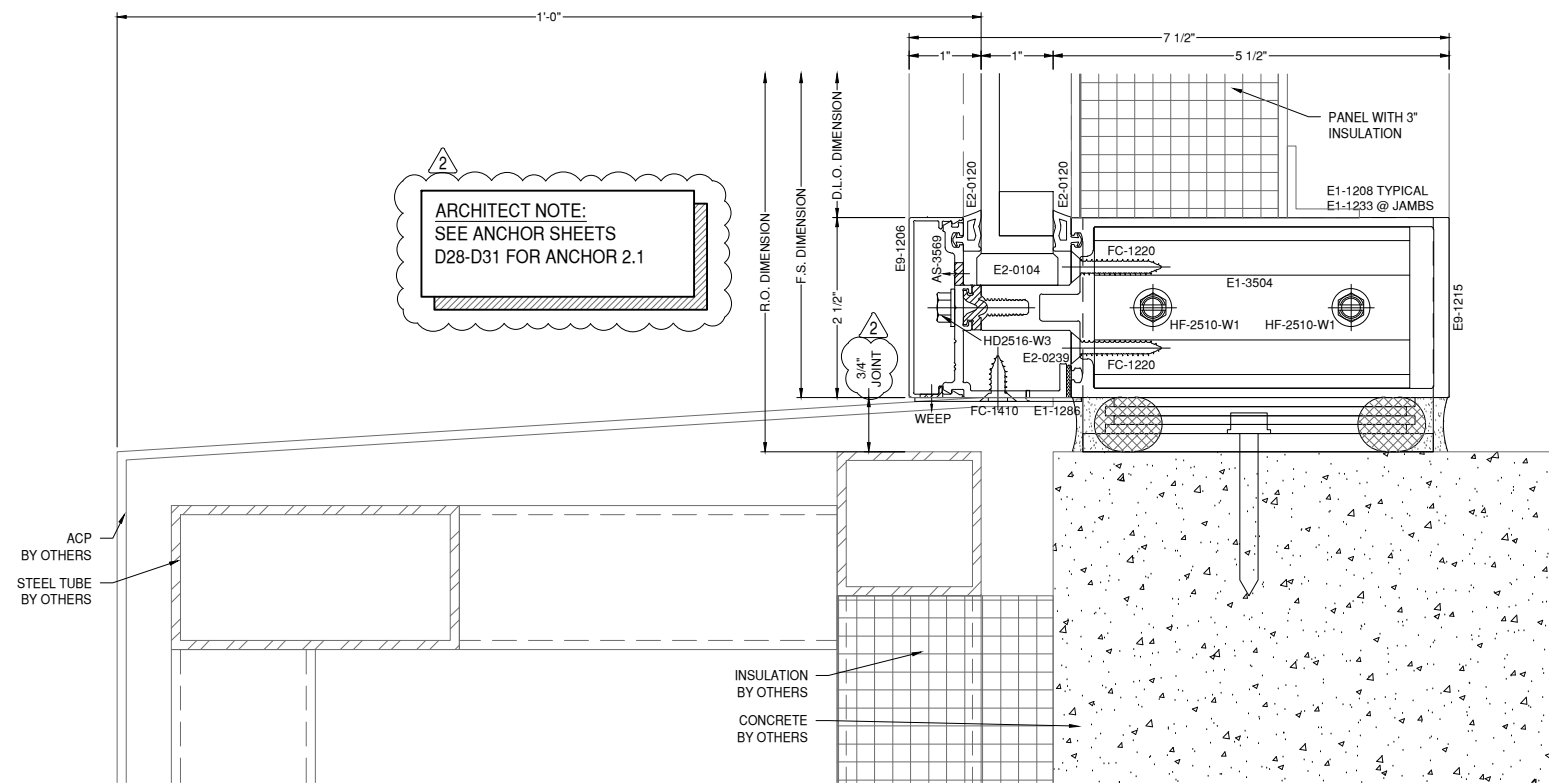 1'-0"
7 1/2"
1"
1"
5 1/2"
PANEL WITH 3"
INSULATION
R.O. DIMENSION
F.S. DIMENSION
D.L.O. DIMENSION
E2-0120
E2-0120
2
ARCHITECT NOTE:
SEE ANCHOR SHEETS
D28-D31 FOR ANCHOR 2.1
E1-1208 TYPICAL
E1-1233 @ JAMBS
E9-1206
AS-3569
E2-0104
FC-1220
E1-3504
2 1/2"
HF-2510-W1
HF-2510-W1
E9-1215
2
3/4"
JOINT
HD2516-W3
E2-0239
FC-1220
WEEP
FC-1410
E1-1286
ACP
BY OTHERS
STEEL TUBE
BY OTHERS
INSULATION
BY OTHERS
CONCRETE
BY OTHERS